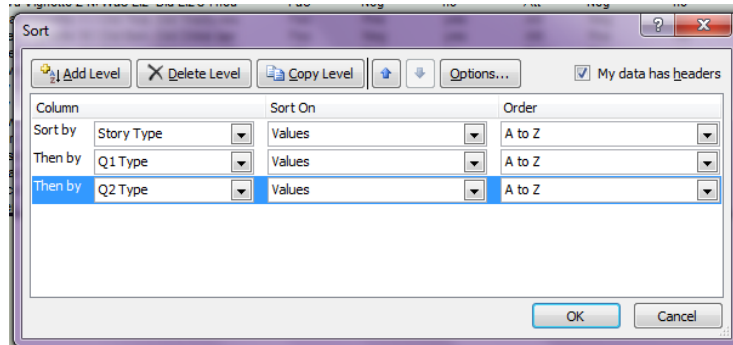 Sort
Add Level Delete Level Copy Level Options... My data has headers
Column Sort On Order
Sort by Story Type Values A to Z
Then by Q1 Type Values A to Z
Then by Q2 Type Values A to Z
OK Cancel